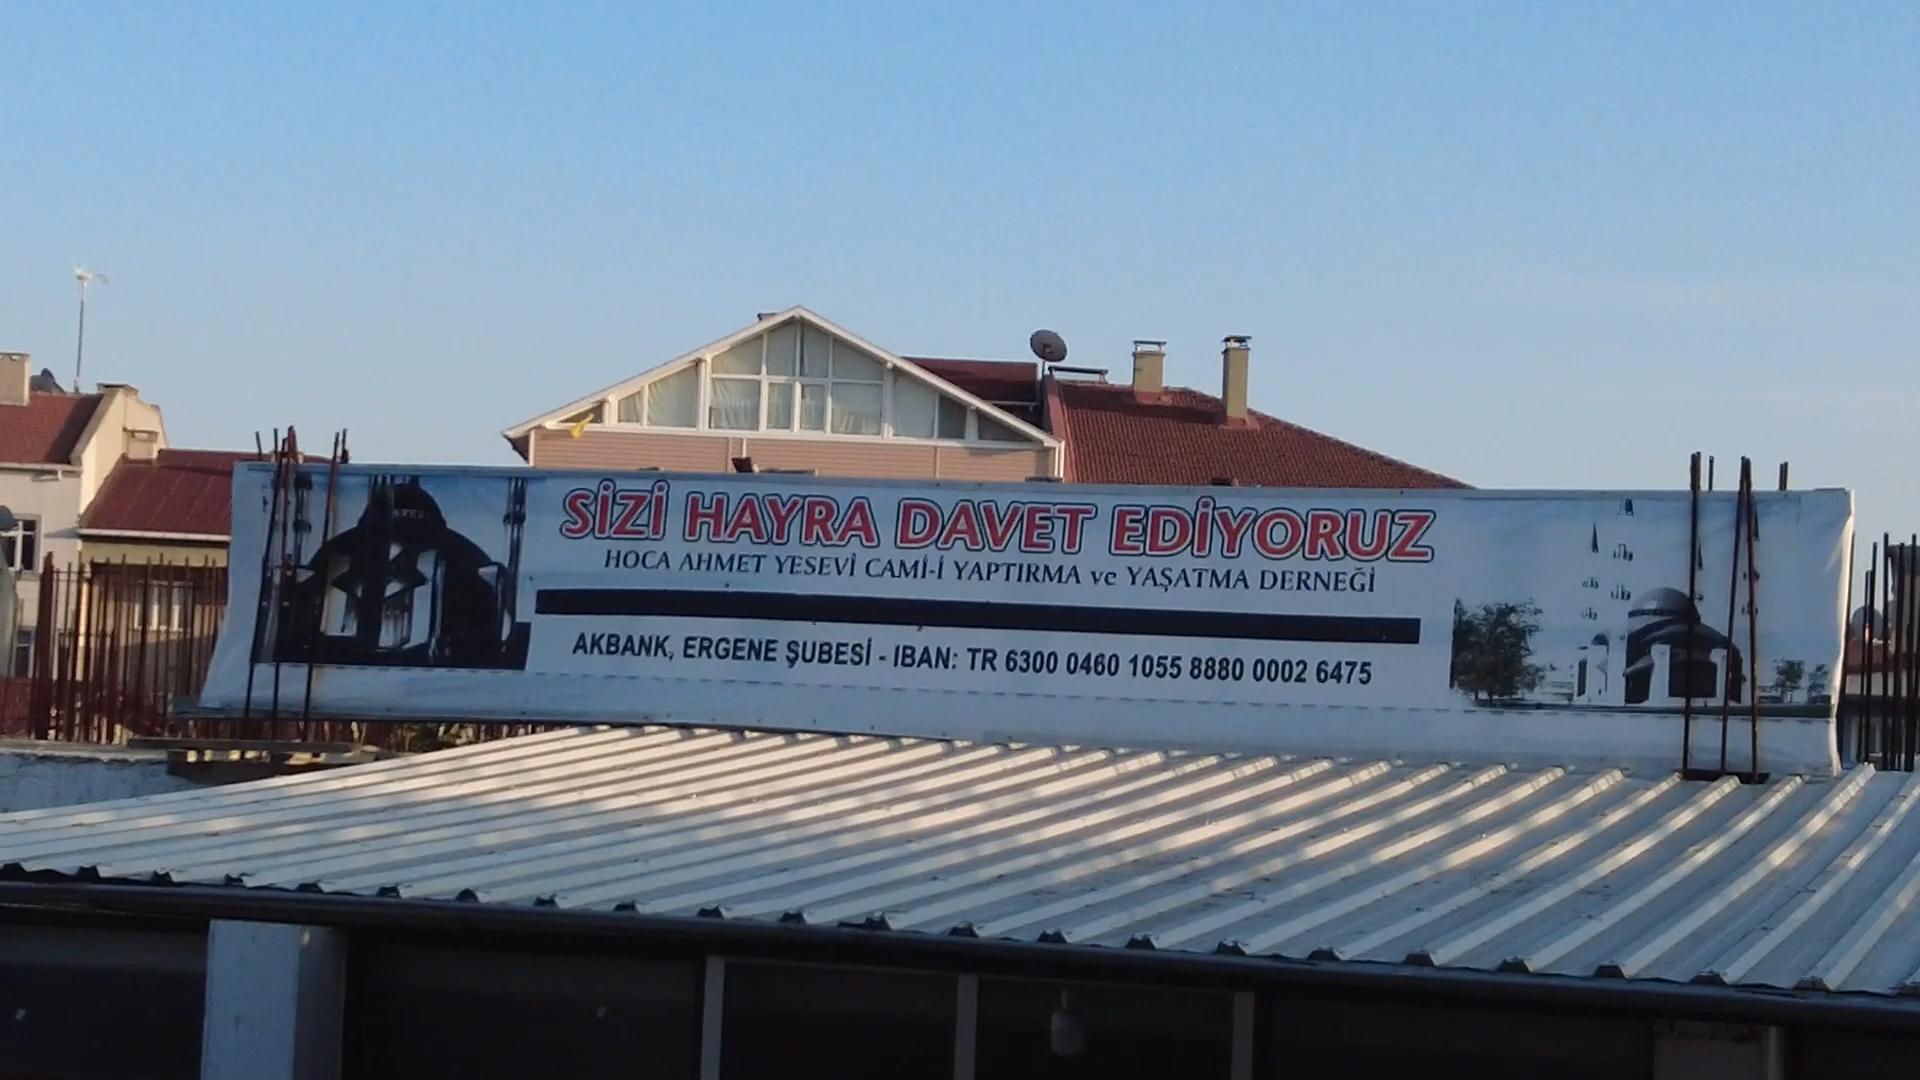 SİZİ HAYRA DAVET EDİYORUZ
HOCA AHMET YESEVİ CAMİ-İ YAPTIRMA ve YAŞATMA DERNEĞİ
AKBANK, ERGENE ŞUBESİ - IBAN: TR 6300 0460 1055 8880 0002 6475